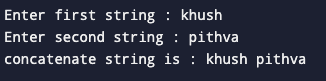 Enter first string : khush
Enter second string : pithva
concatenate string is : khush pithva